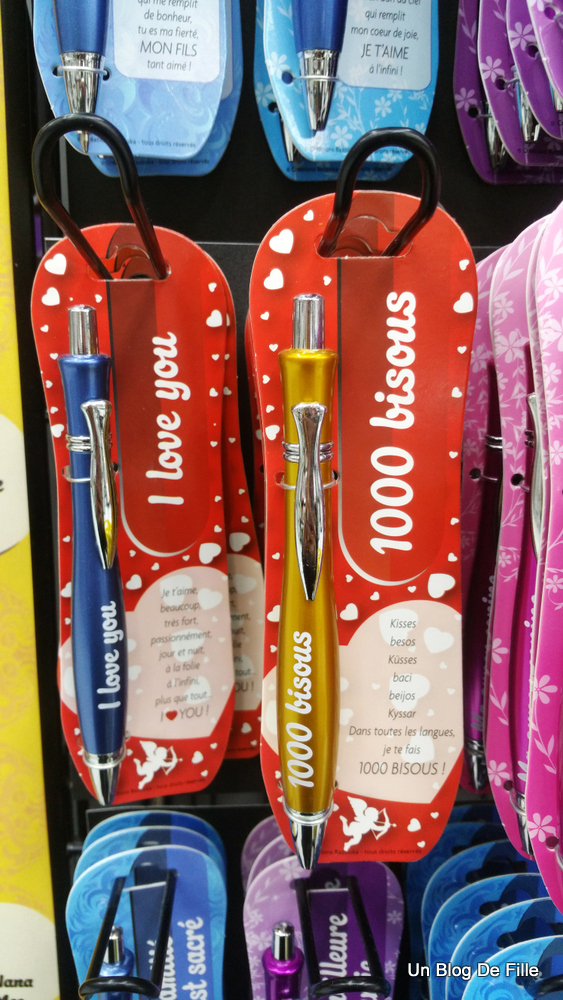 qui me remplit
de bonheur,
tu es ma fierté,
MON FILS
tant aimé !
qui remplit
mon coeur de joie,
JE T'AIME
à l'infini !
I love you
I love you
Je t'aime,
beaucoup,
très fort,
passionnément,
jour et nuit,
à la folie
à l'infini,
plus que tout...
I ❤ YOU !
1000 bisous
1000 bisous
Kisses
besos
Küsses
baci
beijos
Kyssar
Dans toutes les langues,
je te fais
1000 BISOUS !
st sacré
Un Blog De Fille